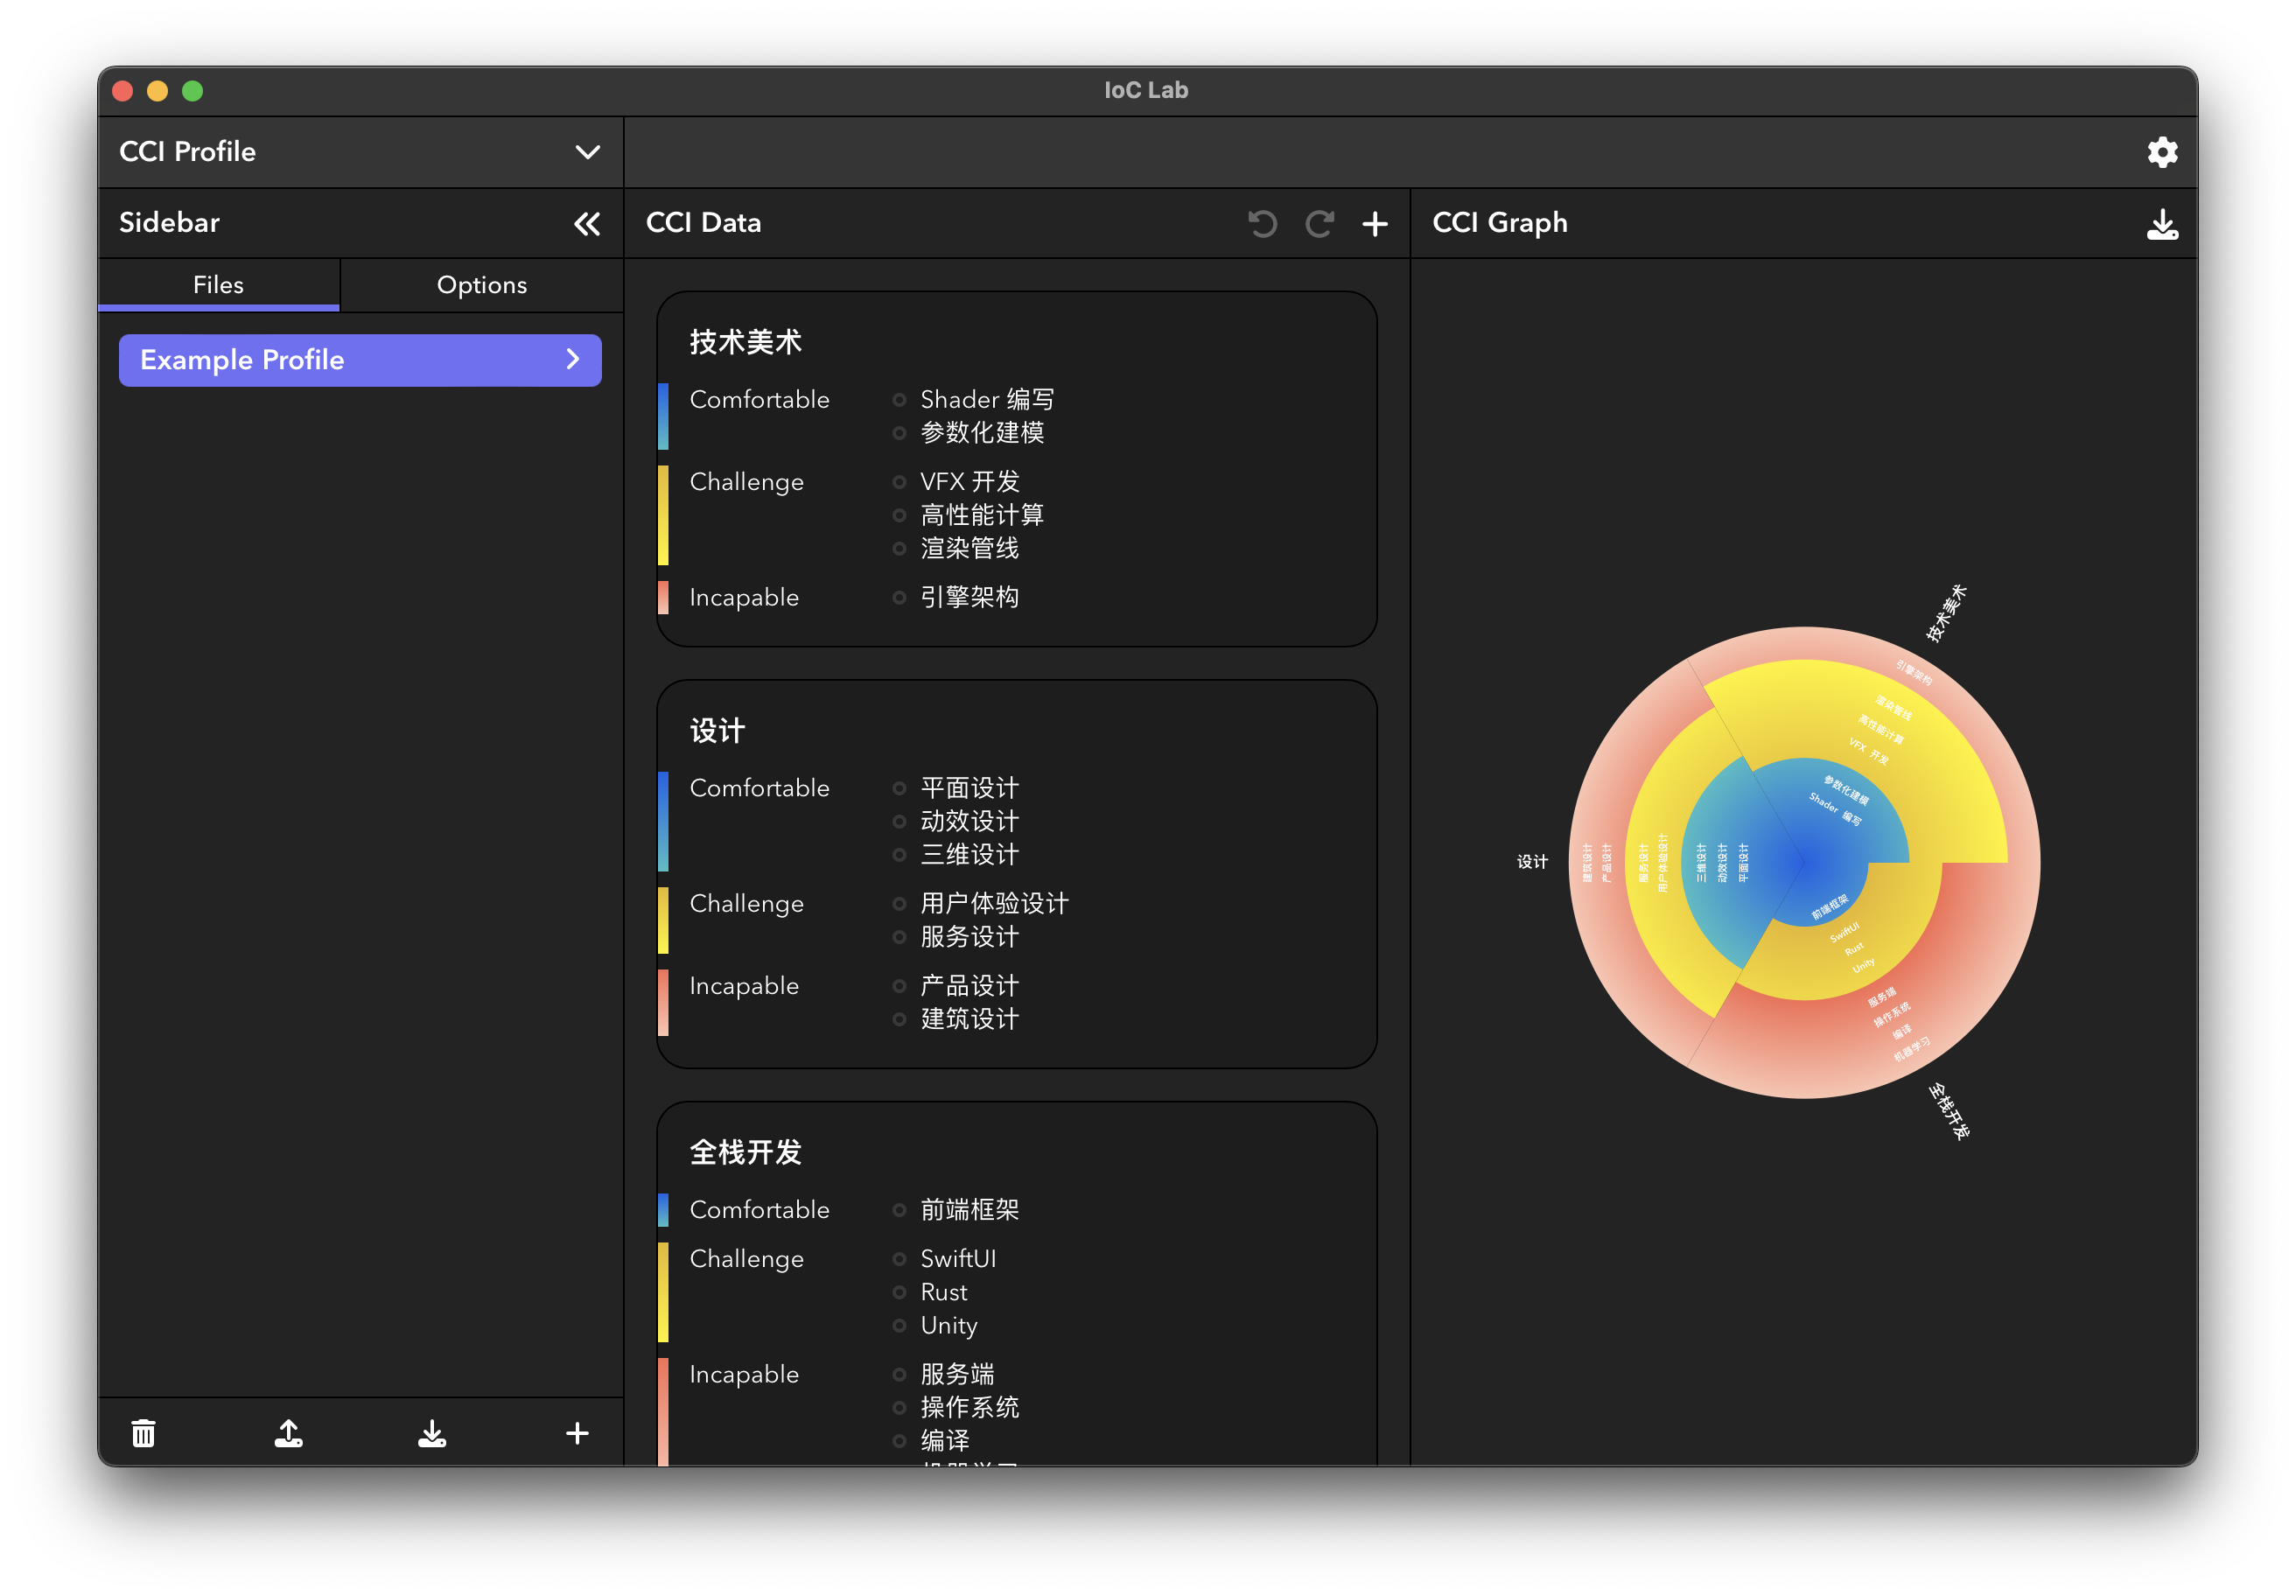 IoC Lab
CCI Profile
Sidebar
Files
Options
Example Profile
CCI Data
技术美术
Comfortable
Shader 编写
参数化建模
Challenge
VFX 开发
高性能计算
渲染管线
Incapable
引擎架构
设计
Comfortable
平面设计
动效设计
三维设计
Challenge
用户体验设计
服务设计
Incapable
产品设计
建筑设计
全栈开发
Comfortable
前端框架
Challenge
SwiftUI
Rust
Unity
Incapable
服务端
操作系统
编译
CCI Graph
技术美术
引擎架构
渲染管线
高性能计算
VFX 开发
参数化建模
Shader 编写
设计
建筑设计
产品设计
服务设计
用户体验设计
三维设计
动效设计
平面设计
前端框架
SwiftUI
Rust
Unity
服务端
操作系统
编译
机器学习
全栈开发